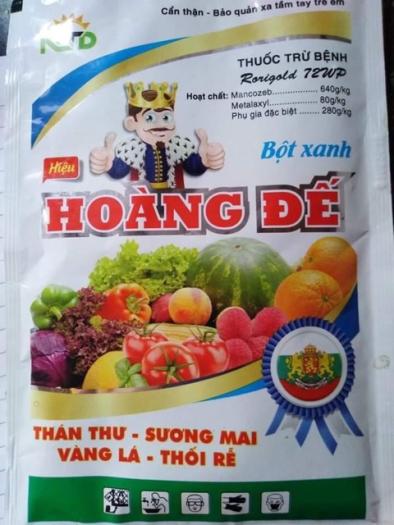 Cẩn thận - Bảo quản xa tầm tay trẻ em
NTD
THUỐC TRỪ BỆNH
Rorigold 72WP
Hoạt chất: Mancozeb.................. 640g/kg
Metalaxyl.................... 80g/kg
Phụ gia đặc biệt ....... 280g/kg
Bột xanh
Hiệu
HOÀNG ĐẾ
THÁN THƯ - SƯƠNG MAI
VÀNG LÁ - THỐI RỄ